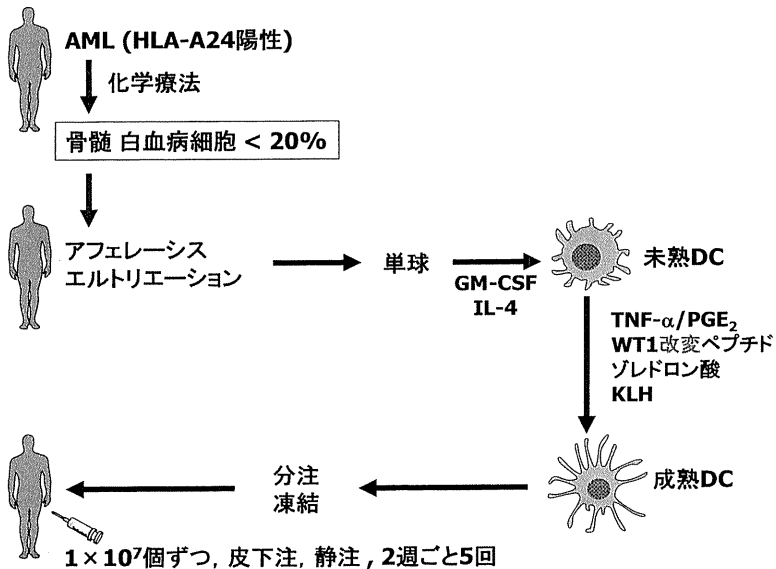 AML (HLA-A24陽性)
化学療法
骨髄 白血病細胞 < 20%
アフェレーシス
エルトリエーション
単球
GM-CSF
IL-4
未熟DC
TNF-α/PGE₂
WT1改変ペプチド
ゾレドロン酸
KLH
成熟DC
分注
凍結
1×10⁷個ずつ, 皮下注, 静注 , 2週ごと5回